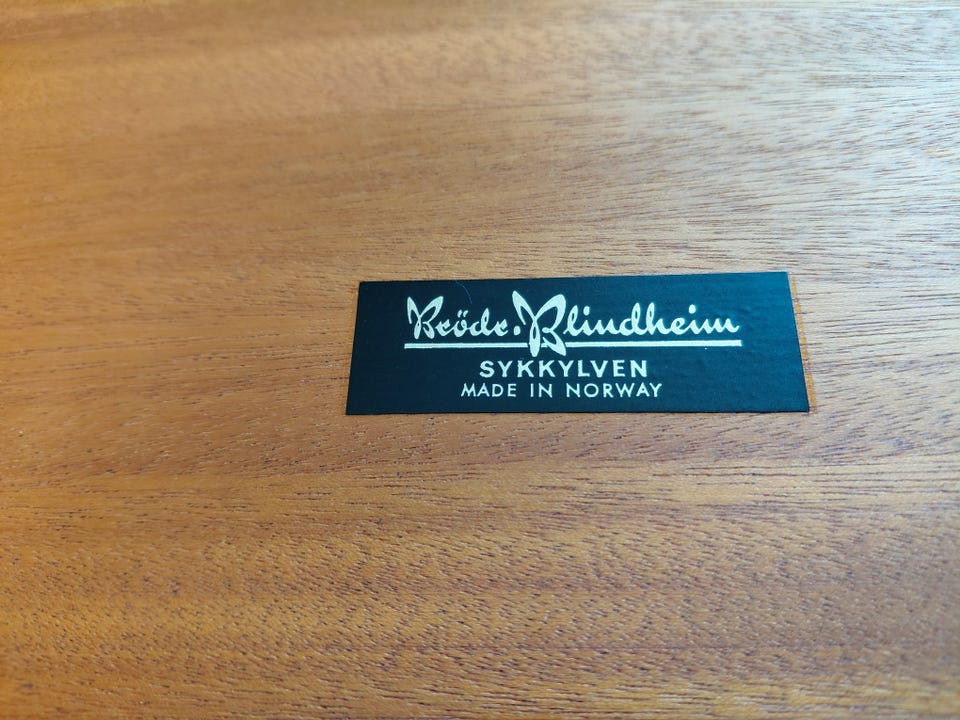 Brödr. Blindheim
SYKKYLVEN
MADE IN NORWAY